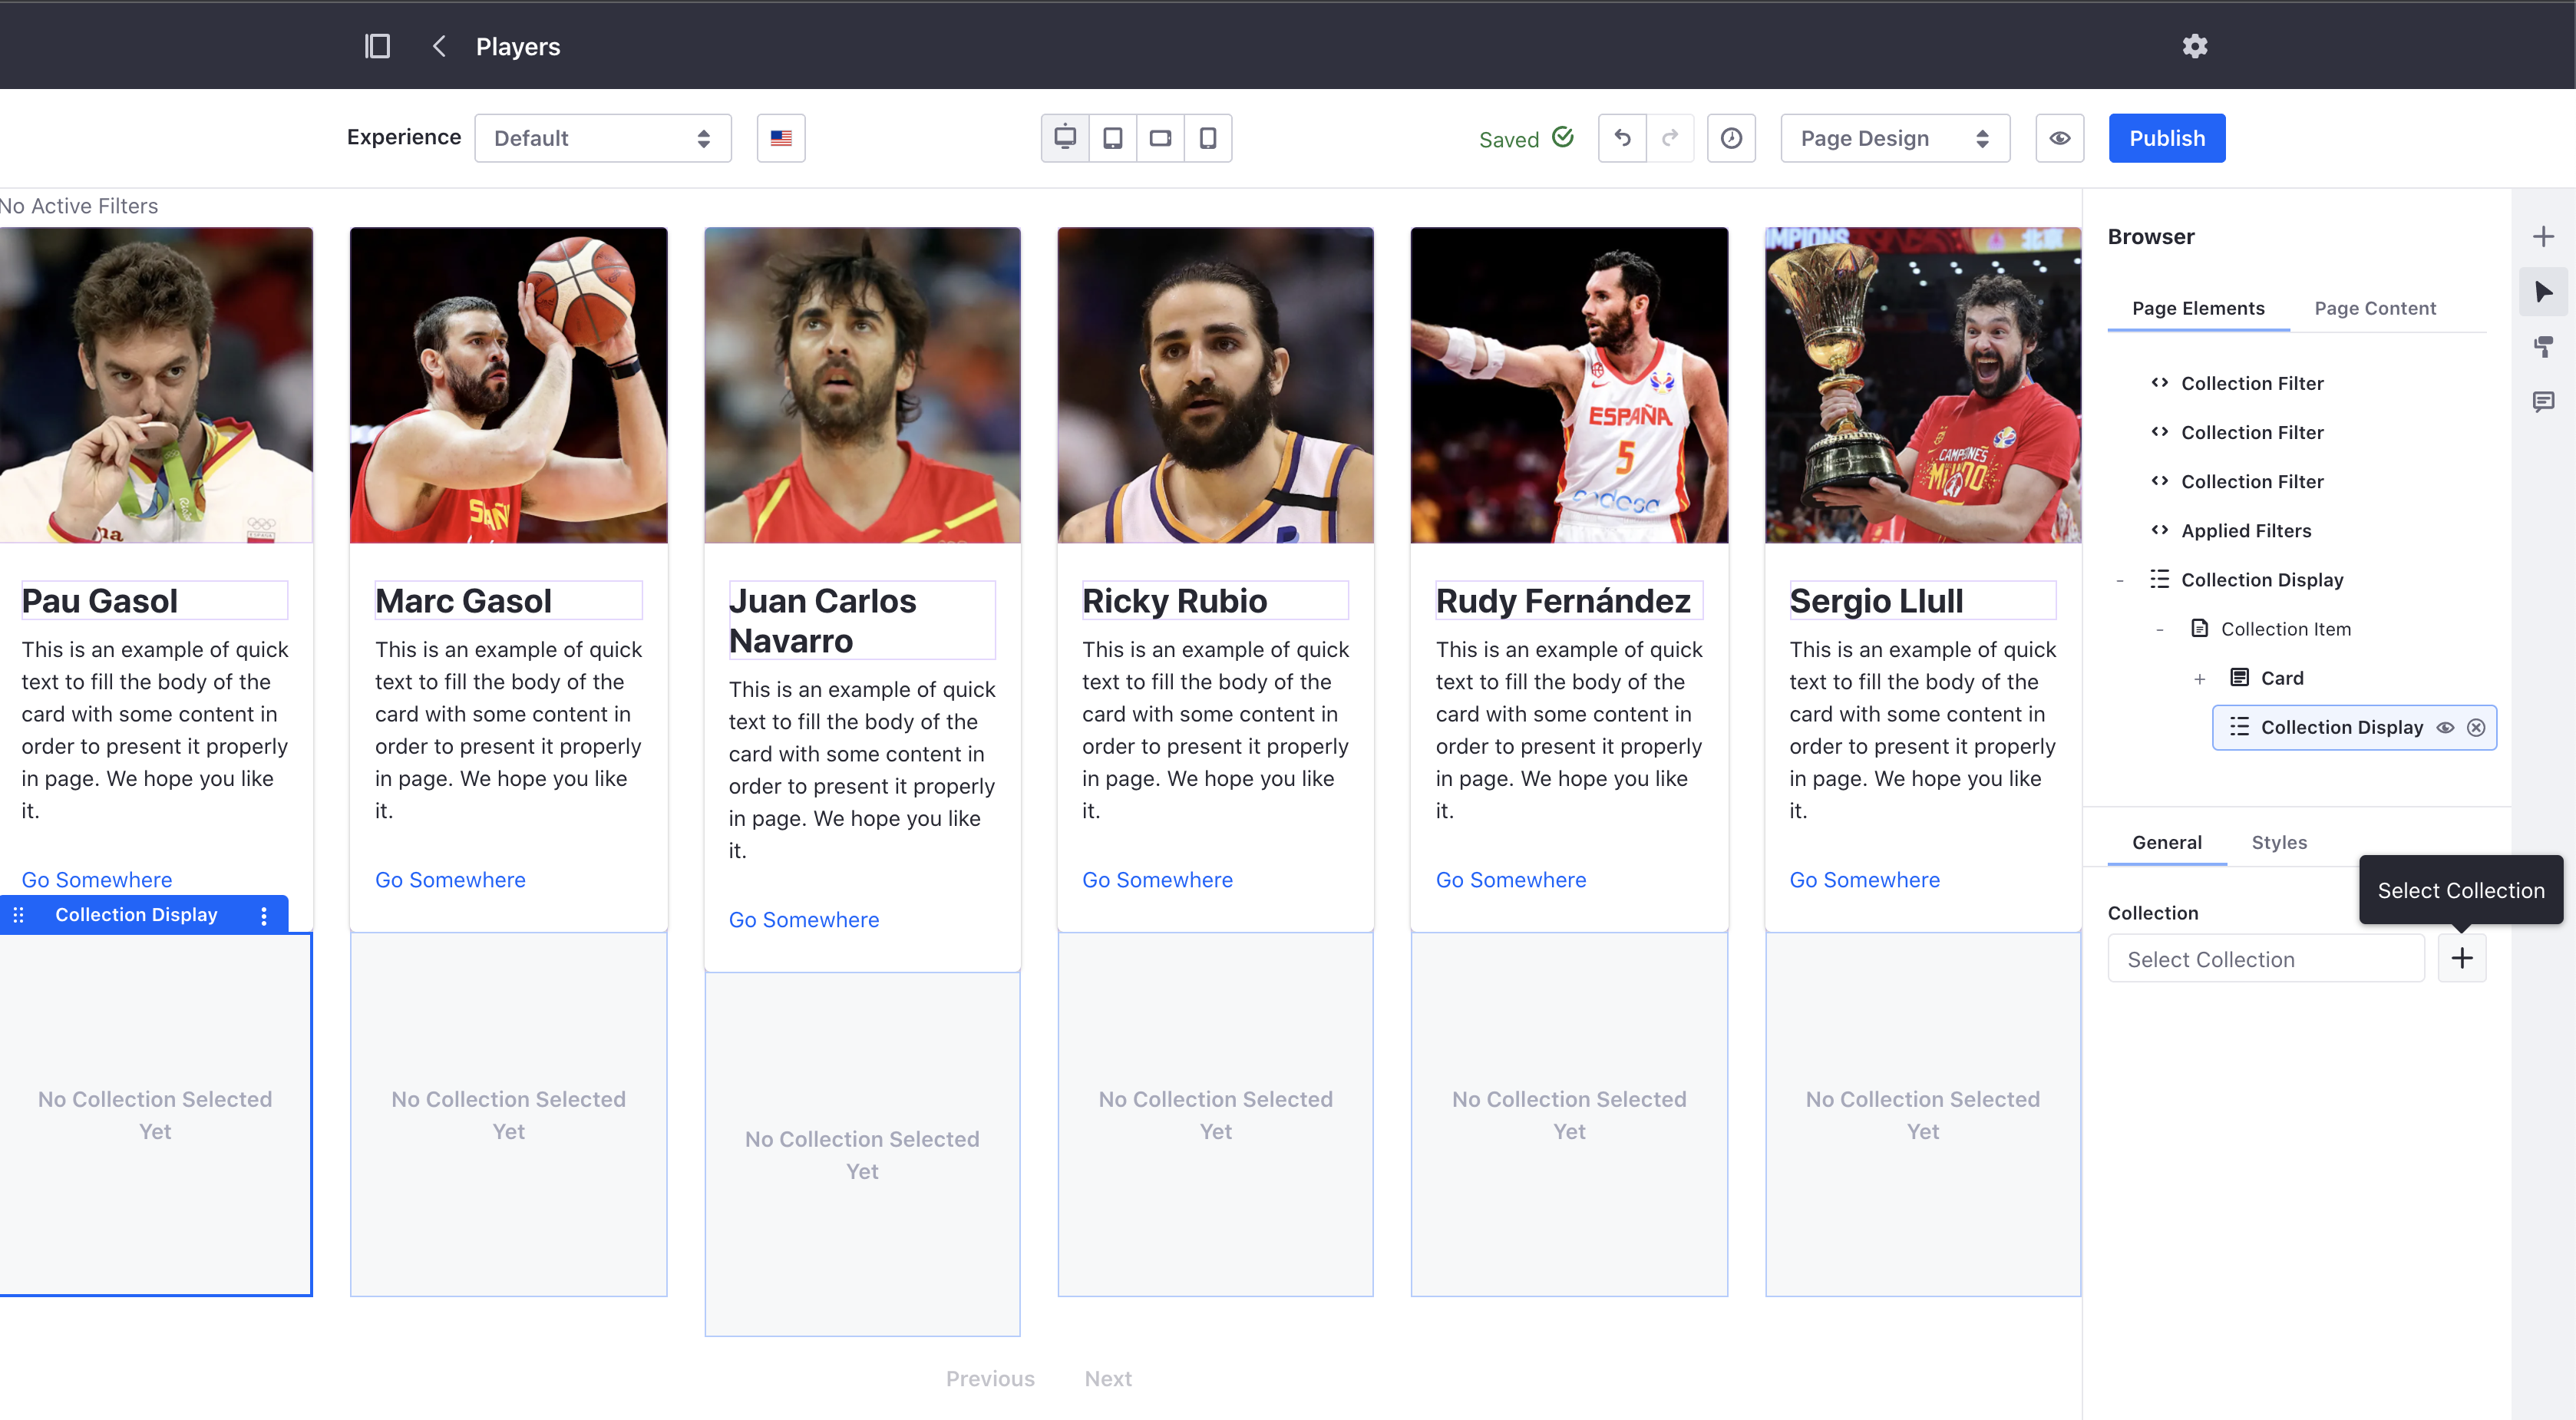 Players
Experience
Default
Saved
Page Design
Publish
No Active Filters
IMPIONS
北京
na
Rio
ESPAÑA
5
CAMPEONES
MUNDO
Pau Gasol
This is an example of quick
text to fill the body of the
card with some content in
order to present it properly
in page. We hope you like
it.
Go Somewhere
Marc Gasol
This is an example of quick
text to fill the body of the
card with some content in
order to present it properly
in page. We hope you like
it.
Go Somewhere
Juan Carlos
Navarro
This is an example of quick
text to fill the body of the
card with some content in
order to present it properly
in page. We hope you like
it.
Go Somewhere
Ricky Rubio
This is an example of quick
text to fill the body of the
card with some content in
order to present it properly
in page. We hope you like
it.
Go Somewhere
Rudy Fernández
This is an example of quick
text to fill the body of the
card with some content in
order to present it properly
in page. We hope you like
it.
Go Somewhere
Sergio Llull
This is an example of quick
text to fill the body of the
card with some content in
order to present it properly
in page. We hope you like
it.
Go Somewhere
Collection Display
No Collection Selected
Yet
No Collection Selected
Yet
No Collection Selected
Yet
No Collection Selected
Yet
No Collection Selected
Yet
No Collection Selected
Yet
Previous
Next
Browser
Page Elements
Page Content
Collection Filter
Collection Filter
Collection Filter
Applied Filters
Collection Display
Collection Item
Card
Collection Display
General
Styles
Select Collection
Collection
Select Collection